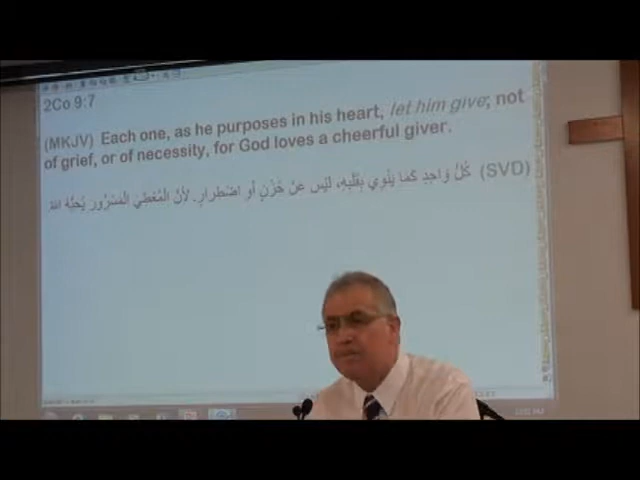 2Co 9:7
(MKJV) Each one, as he purposes in his heart, let him give; not
of grief, or of necessity, for God loves a cheerful giver.
(SVD) كُلُّ وَاحِدٍ كَمَا يَنْوِي بِقَلْبِهِ، لَيْسَ عَنْ حُزْنٍ أَوِ اضْطِرَارٍ. لأَنَّ الْمُعْطِيَ الْمَسْرُورَ يُحِبُّهُ اللهُ